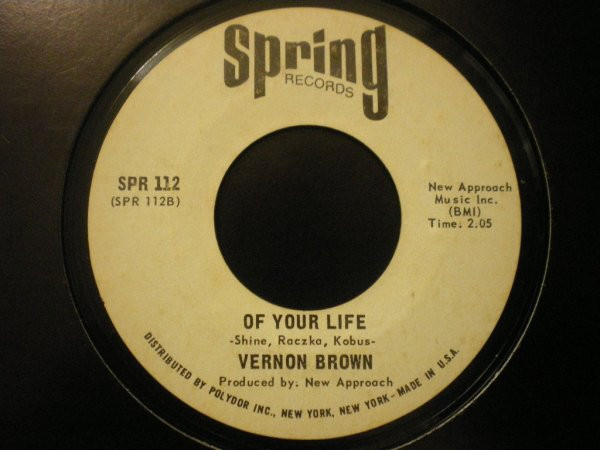 Spring
RECORDS
SPR 112
(SPR 112B)
New Approach
Music Inc.
(BMI)
Time: 2.05
OF YOUR LIFE
-Shine, Raczka, Kobus-
VERNON BROWN
Produced by: New Approach
DISTRIBUTED BY POLYDOR INC., NEW YORK, NEW YORK-MADE IN U.S.A.